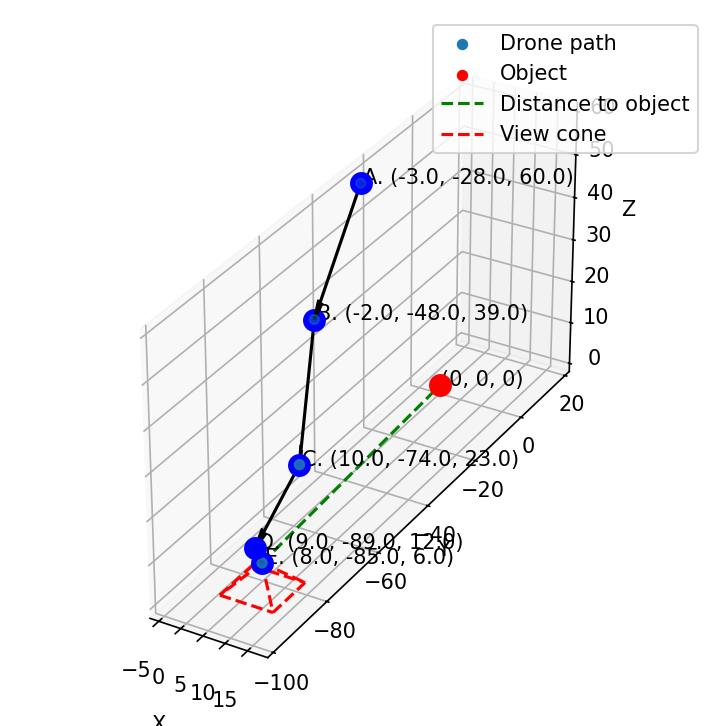 Drone path
Object
Distance to object
View cone
60
50
40
Z
30
20
10
0
A. (-3.0, -28.0, 60.0)
B. (-2.0, -48.0, 39.0)
(0, 0, 0)
C. (10.0, -74.0, 23.0)
D. (9.0, -89.0, 12.0)
E. (8.0, -85.0, 6.0)
20
0
−20
−40
−60
−80
−100
−5
0
5
10
15
X